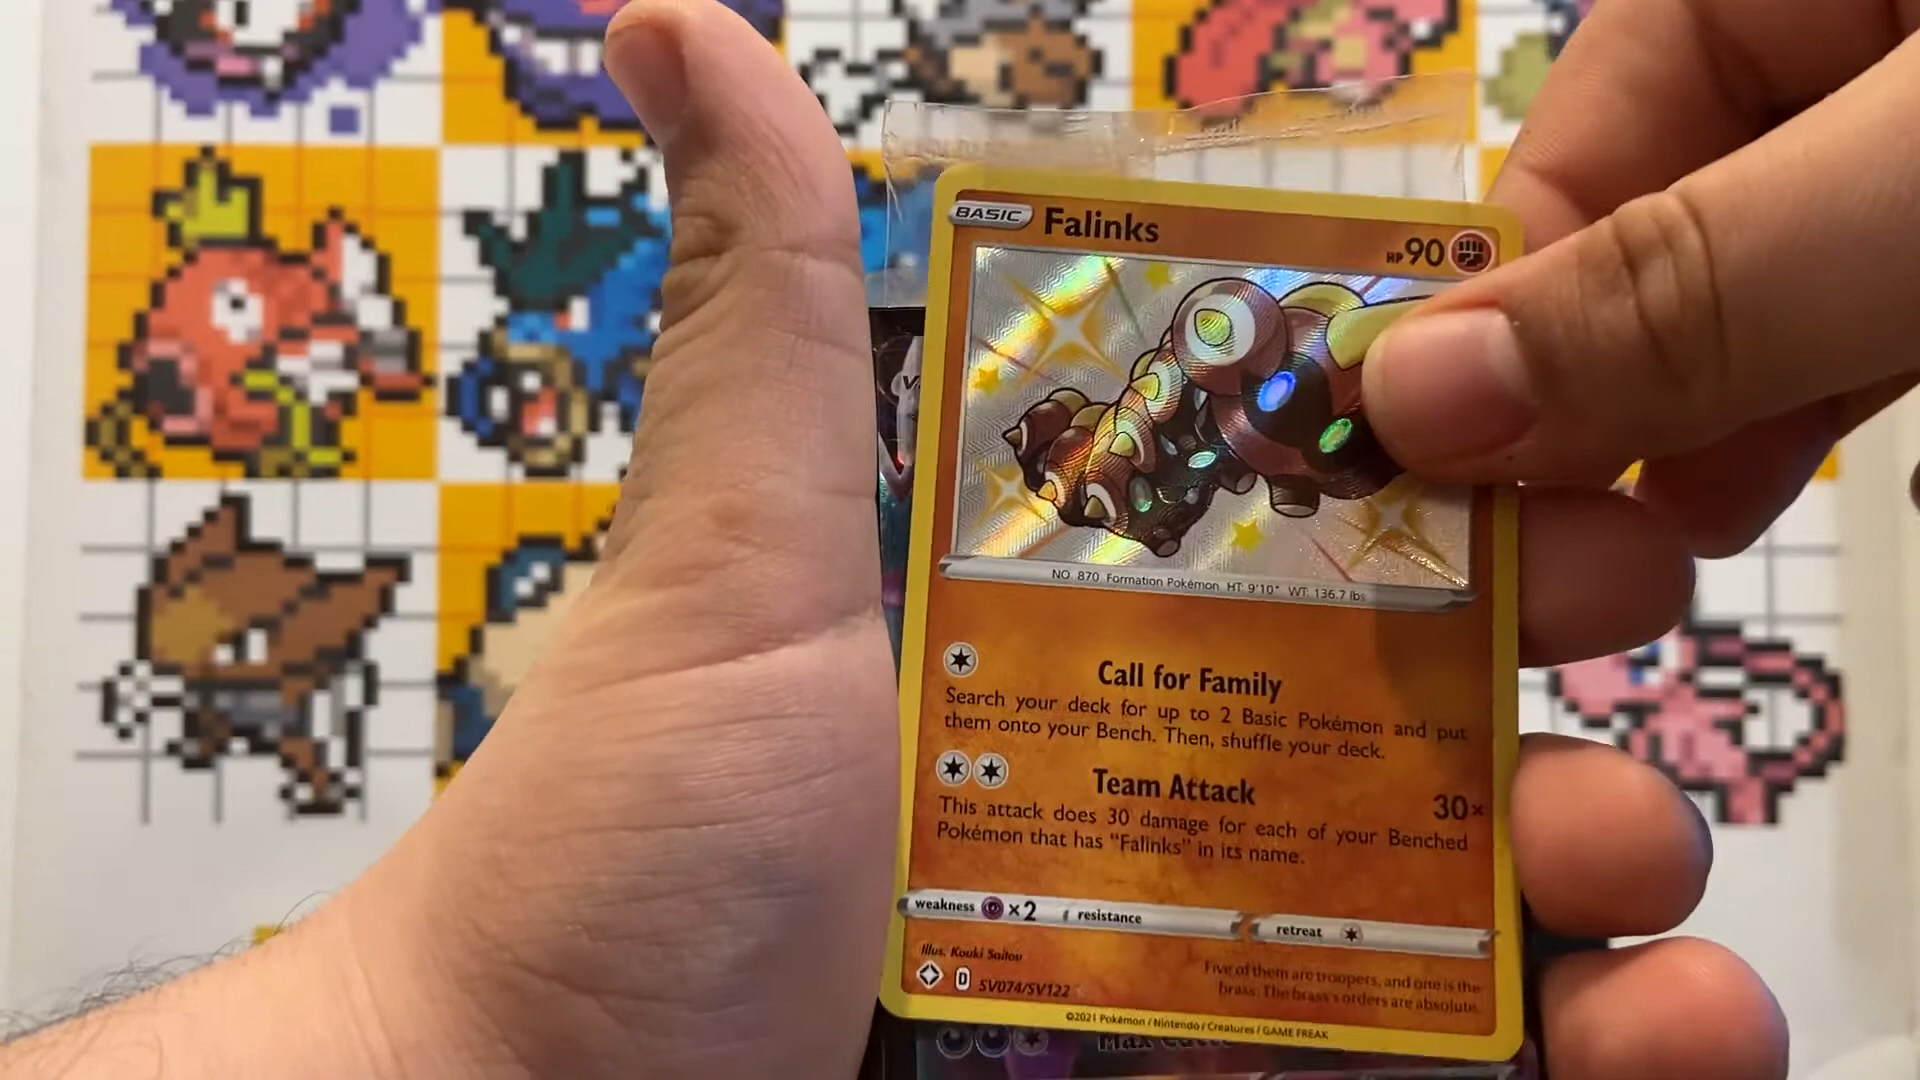 BASIC Falinks HP 90
NO. 870 Formation Pokémon HT: 9'10" WT: 136.7 lbs
Call for Family
Search your deck for up to 2 Basic Pokémon and put
them onto your Bench. Then, shuffle your deck.
Team Attack 30×
This attack does 30 damage for each of your Benched
Pokémon that has "Falinks" in its name.
weakness ×2 resistance retreat
Illus. Kouki Saitou
D SV074/SV122
Five of them are troopers, and one is the
brass. The brass's orders are absolute.
©2021 Pokémon / Nintendo / Creatures / GAME FREAK
Max